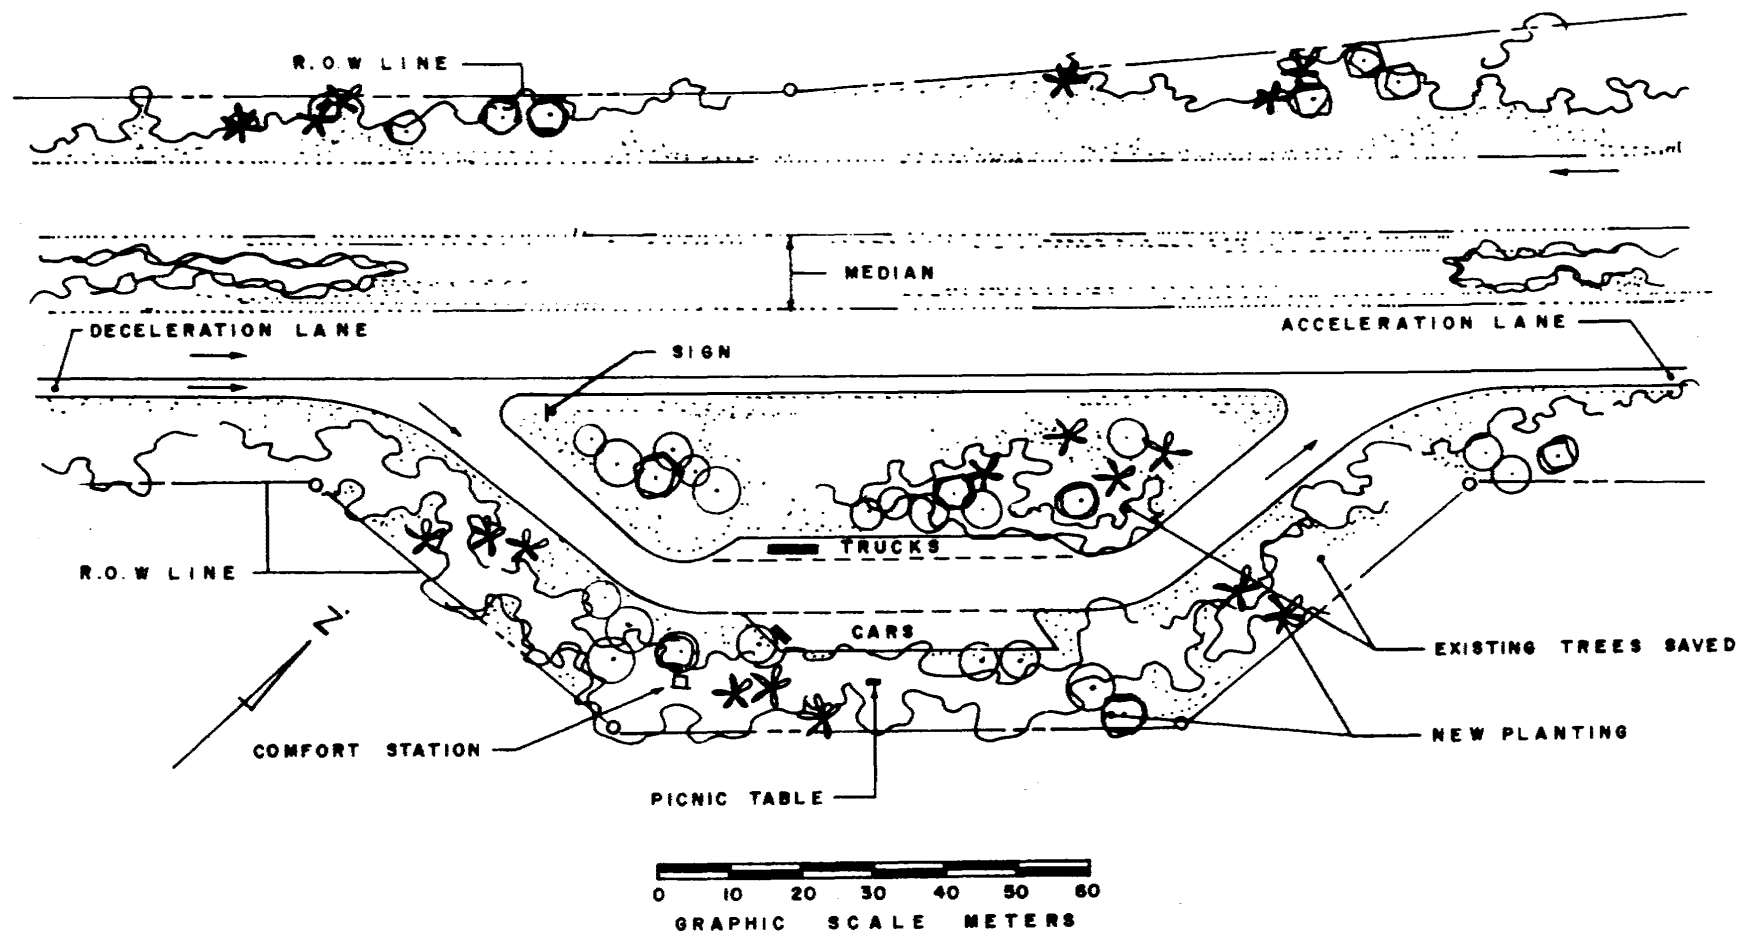 R.O.W LINE
MEDIAN
DECELERATION LANE
ACCELERATION LANE
SIGN
TRUCKS
R.O.W LINE
N
CARS
EXISTING TREES SAVED
NEW PLANTING
COMFORT STATION
PICNIC TABLE
0 10 20 30 40 50 60
GRAPHIC SCALE METERS